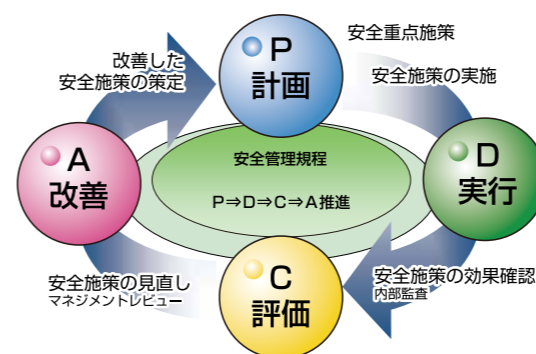 P
計画
安全重点施策
安全施策の実施
D
実行
安全施策の効果確認
内部監査
C
評価
安全施策の見直し
マネジメントレビュー
A
改善
改善した
安全施策の策定
安全管理規程
P⇒D⇒C⇒A推進